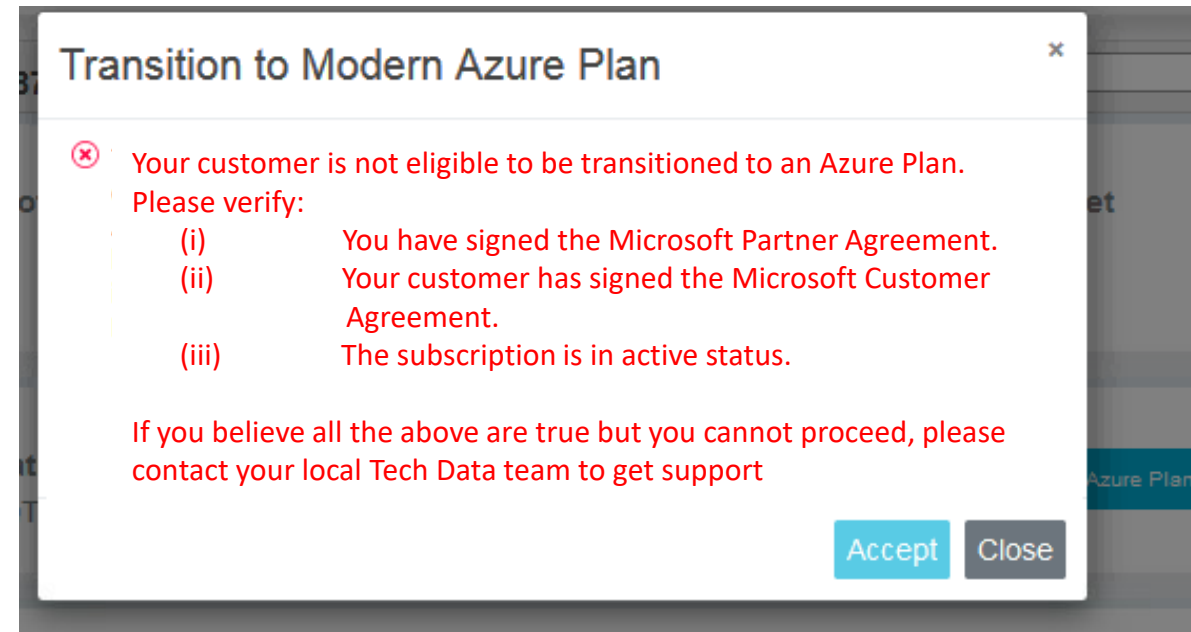 Transition to Modern Azure Plan
×
Your customer is not eligible to be transitioned to an Azure Plan.
Please verify:
(i) You have signed the Microsoft Partner Agreement.
(ii) Your customer has signed the Microsoft Customer
Agreement.
(iii) The subscription is in active status.
If you believe all the above are true but you cannot proceed, please
contact your local Tech Data team to get support
Azure Plan
Accept Close